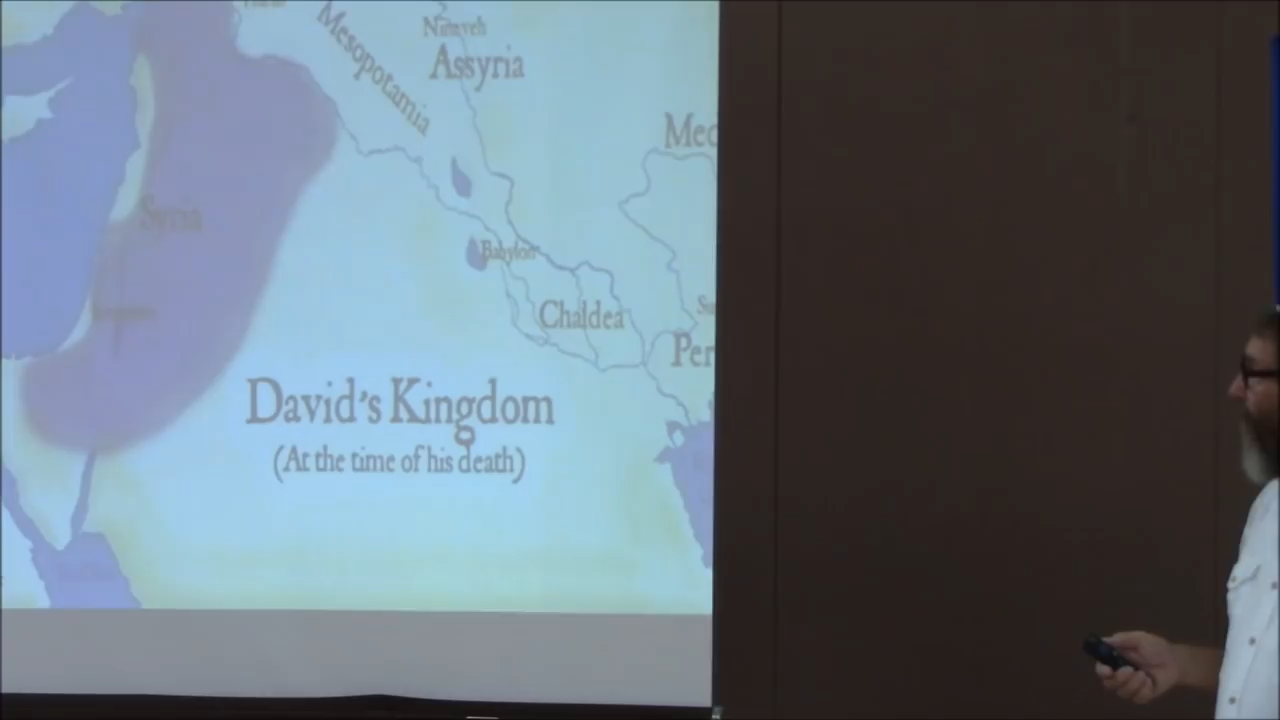 Mesopotamia
Nineveh
Assyria
Syria
Babylon
Chaldea
David's Kingdom
(At the time of his death)